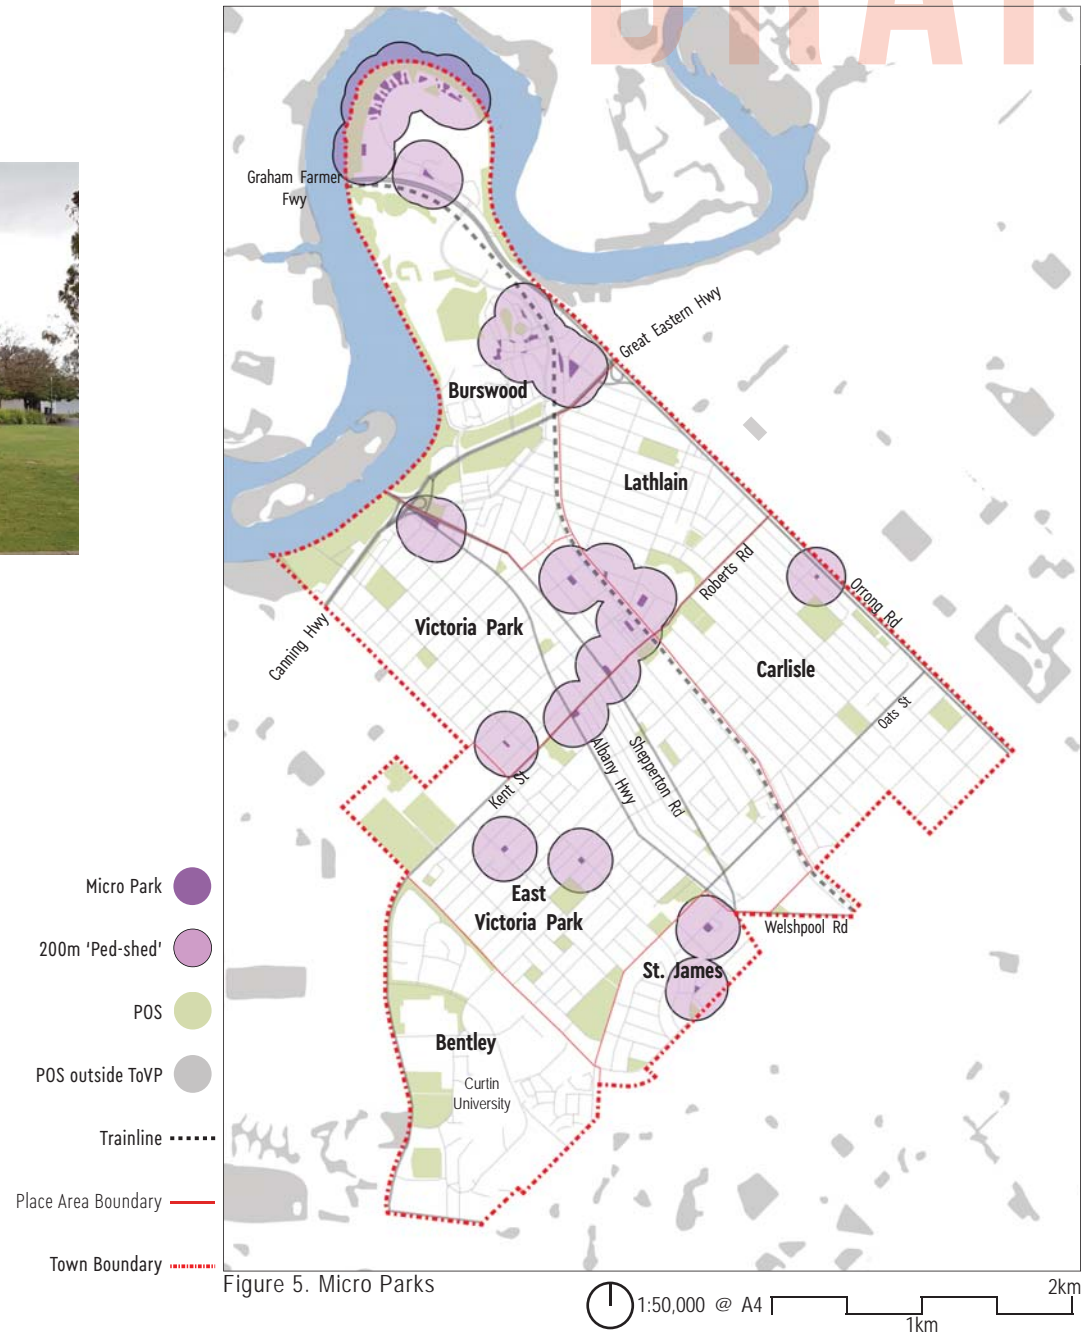 DRAF
Graham Farmer
Fwy
Great Eastern Hwy
Burswood
Lathlain
Roberts Rd
Orrong Rd
Canning Hwy
Victoria Park
Carlisle
Oats St
Albany Hwy
Shepperton Rd
Kent St
East
Victoria Park
Welshpool Rd
St. James
Bentley
Curtin
University
Micro Park
200m ‘Ped-shed’
POS
POS outside ToVP
Trainline
Place Area Boundary
Town Boundary
Figure 5. Micro Parks
1:50,000 @ A4
1km
2km